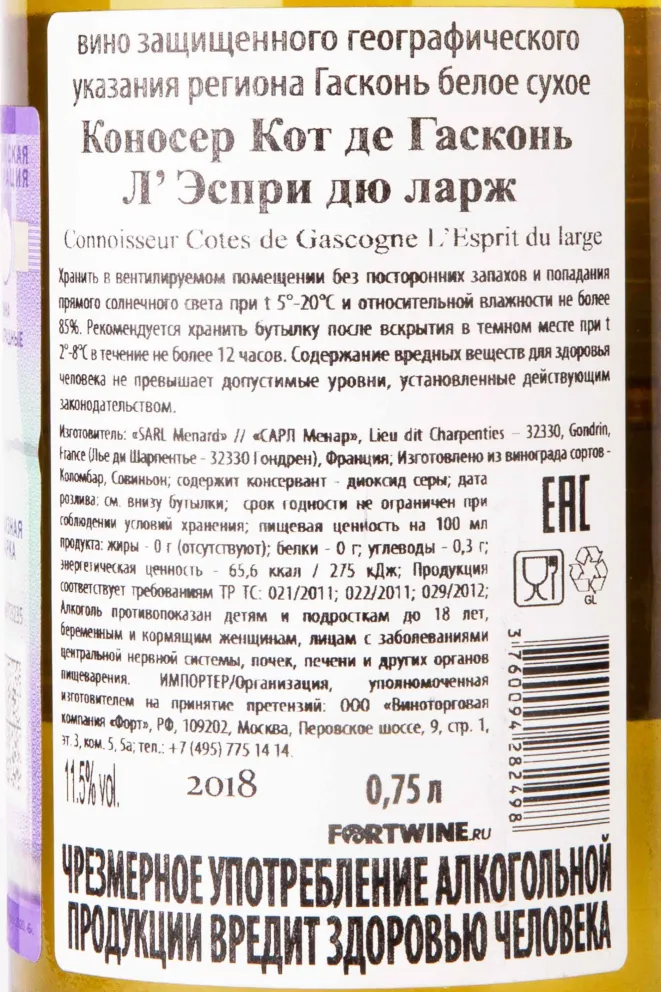 вино защищенного географического
указания региона Гасконь белое сухое
Коносер Кот де Гасконь
Л’ Эспри дю ларж
Connoisseur Cotes de Gascogne L’Esprit du large
Хранить в вентилируемом помещении без посторонних запахов и попадания
прямого солнечного света при t 5°-20°С и относительной влажности не более
85%. Рекомендуется хранить бутылку после вскрытия в темном месте при t
2°-8°С в течение не более 12 часов. Содержание вредных веществ для здоровья
человека не превышает допустимые уровни, установленные действующим
законодательством.
Изготовитель: «SARL Menard» // «САРЛ Менар», Lieu dit Charpenties – 32330, Gondrin,
France (Лье ди Шарпентье - 32330 Гондрен), Франция; Изготовлено из винограда сортов -
Коломбар, Совиньон; содержит консервант - диоксид серы; дата
розлива: см. внизу бутылки; срок годности не ограничен при
соблюдении условий хранения; пищевая ценность на 100 мл
продукта: жиры - 0 г (отсутствуют); белки - 0 г; углеводы - 0,3 г;
энергетическая ценность - 65,6 ккал / 275 кДж; Продукция
соответствует требованиям ТР ТС: 021/2011; 022/2011; 029/2012;
Алкоголь противопоказан детям и подросткам до 18 лет,
беременным и кормящим женщинам, лицам с заболеваниями
центральной нервной системы, почек, печени и других органов
пищеварения. ИМПОРТЕР/Организация, уполномоченная
изготовителем на принятие претензий: ООО «Виноторговая
компания «Форт», РФ, 109202, Москва, Перовское шоссе, 9, стр. 1,
эт. 3, ком. 5, 5а; тел.: +7 (495) 775 14 14
EAC
GL
3 760094 282498
11.5% vol.
2018
0,75 л
FORTWINE.RU
ЧРЕЗМЕРНОЕ УПОТРЕБЛЕНИЕ АЛКОГОЛЬНОЙ
ПРОДУКЦИИ ВРЕДИТ ЗДОРОВЬЮ ЧЕЛОВЕКА